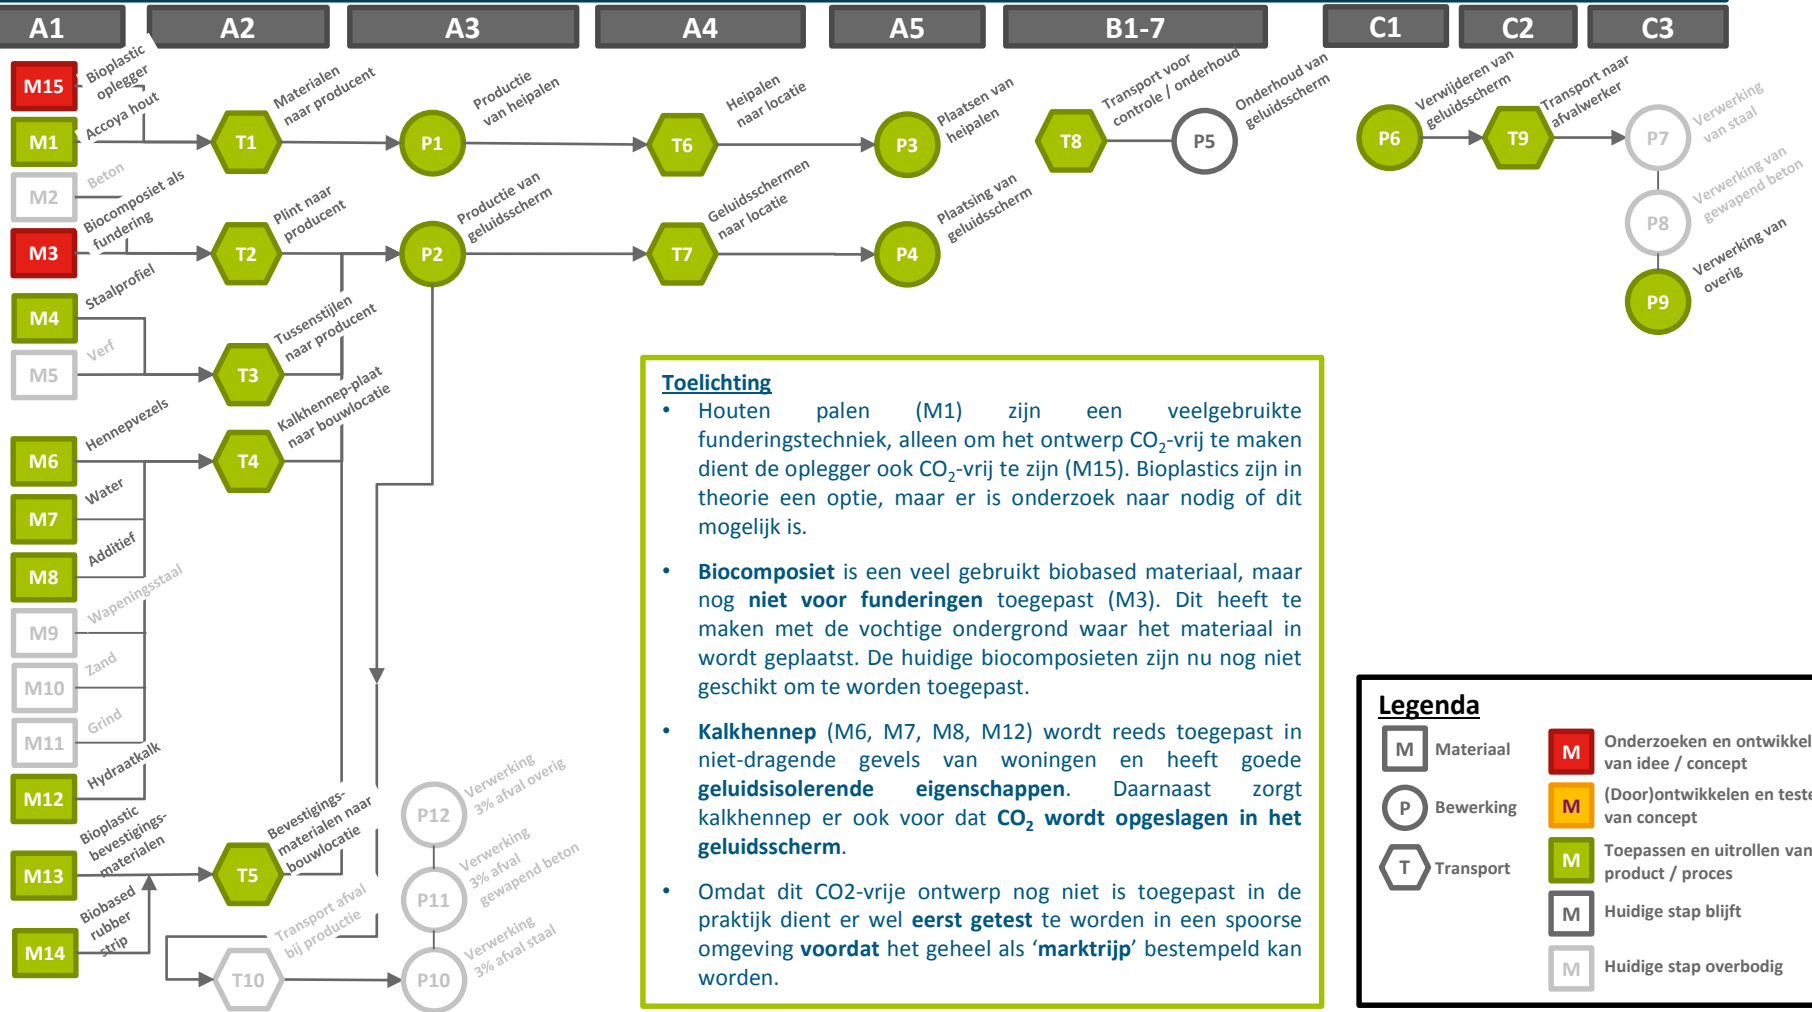 A1
A2
A3
A4
A5
B1-7
C1
C2
C3
M15
Bioplastic
oplegger
M1
Accoya hout
M2
Beton
M3
Biocomposiet als
fundering
M4
Staalprofiel
M5
Verf
M6
Hennepvezels
M7
Water
M8
Additief
M9
Wapeningsstaal
M10
Zand
M11
Grind
M12
Hydraatkalk
M13
Bioplastic
bevestigings-
materialen
M14
Biobased
rubber
strip
T1
Materialen
naar producent
T2
Plint naar
producent
T3
Tussenstijlen
naar producent
T4
Kalkhennep-plaat
naar bouwlocatie
T5
Bevestigings-
materialen naar
bouwlocatie
T10
Transport afval
bij productie
P1
Productie
van heipalen
P2
Productie van
geluidsscherm
P12
Verwerking
3% afval overig
P11
Verwerking
3% afval
gewapend beton
P10
Verwerking
3% afval staal
T6
Heipalen
naar locatie
T7
Geluidsschermen
naar locatie
P3
Plaatsen van
heipalen
P4
Plaatsing van
geluidsscherm
T8
Transport voor
controle / onderhoud
P5
Onderhoud van
geluidsscherm
P6
Verwijderen van
geluidsscherm
T9
Transport naar
afvalwerker
P7
Verwerking
van staal
P8
Verwerking van
gewapend beton
P9
Verwerking van
overig
Toelichting
• Houten palen (M1) zijn een veelgebruikte
funderingstechniek, alleen om het ontwerp CO2-vrij te maken
dient de oplegger ook CO2-vrij te zijn (M15). Bioplastics zijn in
theorie een optie, maar er is onderzoek naar nodig of dit
mogelijk is.
• Biocomposiet is een veel gebruikt biobased materiaal, maar
nog niet voor funderingen toegepast (M3). Dit heeft te
maken met de vochtige ondergrond waar het materiaal in
wordt geplaatst. De huidige biocomposieten zijn nu nog niet
geschikt om te worden toegepast.
• Kalkhennep (M6, M7, M8, M12) wordt reeds toegepast in
niet-dragende gevels van woningen en heeft goede
geluidsisolerende eigenschappen. Daarnaast zorgt
kalkhennep er ook voor dat CO2 wordt opgeslagen in het
geluidsscherm.
• Omdat dit CO2-vrije ontwerp nog niet is toegepast in de
praktijk dient er wel eerst getest te worden in een spoorse
omgeving voordat het geheel als ‘marktrijp’ bestempeld kan
worden.
Legenda
M Materiaal
P Bewerking
T Transport
M Onderzoeken en ontwikkel
van idee / concept
M (Door)ontwikkelen en teste
van concept
M Toepassen en uitrollen van
product / proces
M Huidige stap blijft
M Huidige stap overbodig